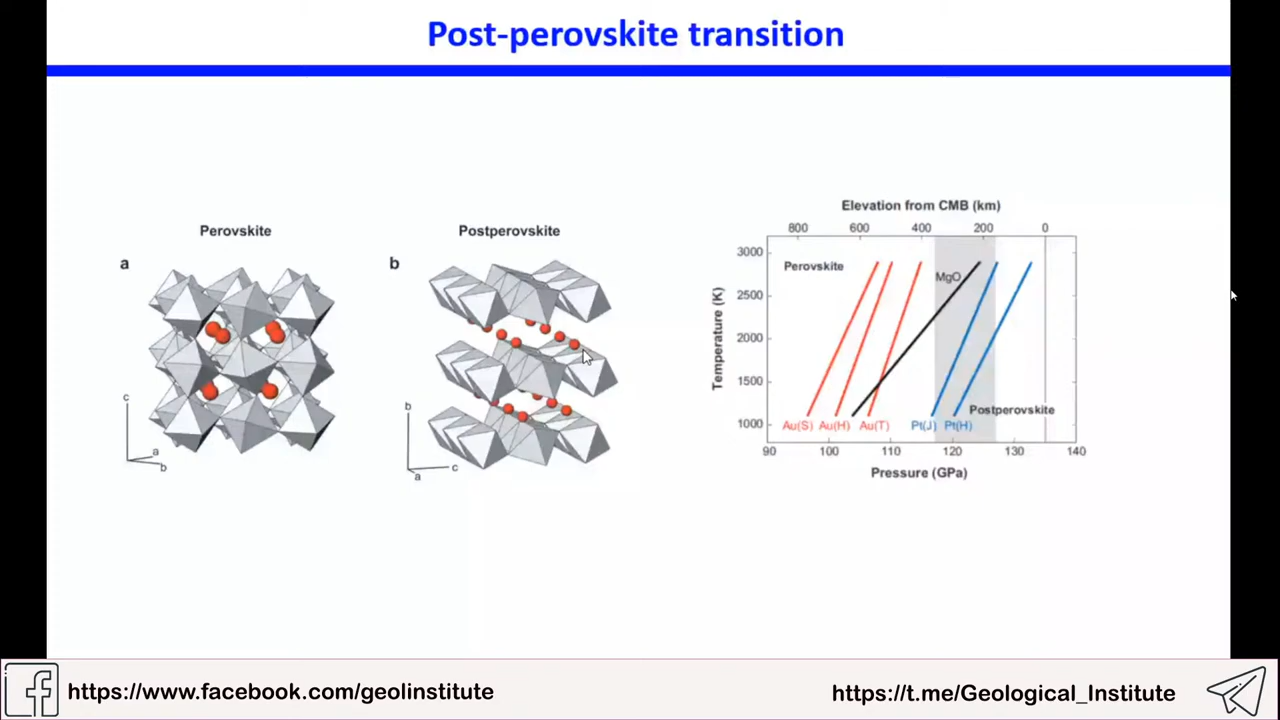 Post-perovskite transition
Perovskite
a
c
a
b
Postperovskite
b
b
c
a
Elevation from CMB (km)
800 600 400 200 0
3000
2500
2000
1500
1000
Temperature (K)
Perovskite
MgO
Postperovskite
Au(S) Au(H) Au(T) Pt(J) Pt(H)
90 100 110 120 130 140
Pressure (GPa)
https://www.facebook.com/geolinstitute
https://t.me/Geological_Institute